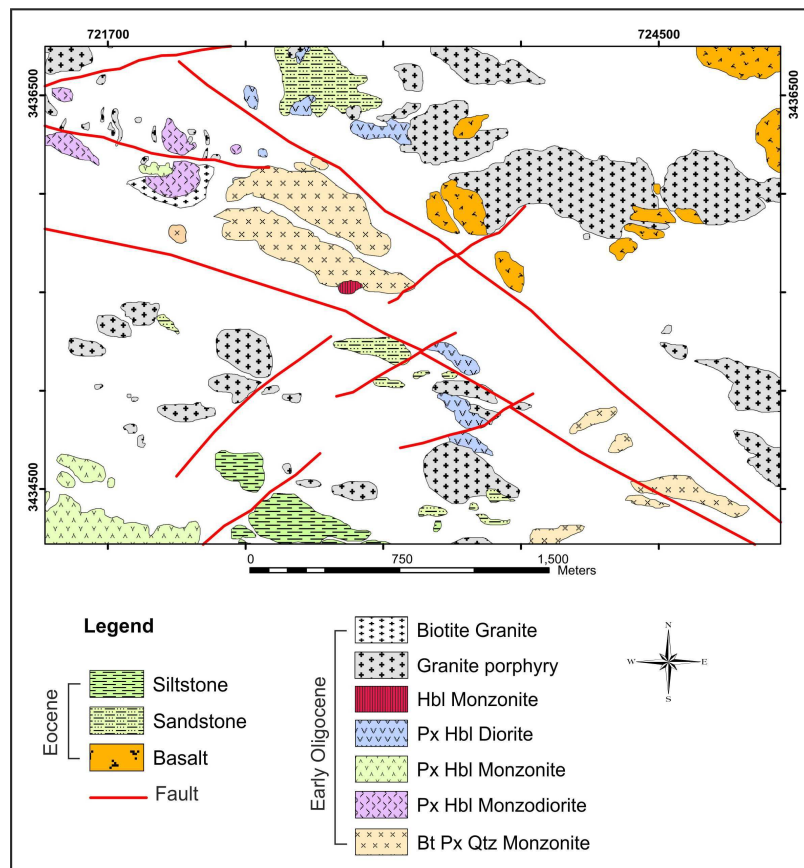 721700 724500
3436500 3436500
3434500 3434500
0 750 1,500
Meters
Legend
Eocene
Siltstone
Sandstone
Basalt
Fault
Early Oligocene
Biotite Granite
Granite porphyry
Hbl Monzonite
Px Hbl Diorite
Px Hbl Monzonite
Px Hbl Monzodiorite
Bt Px Qtz Monzonite
N
W E
S